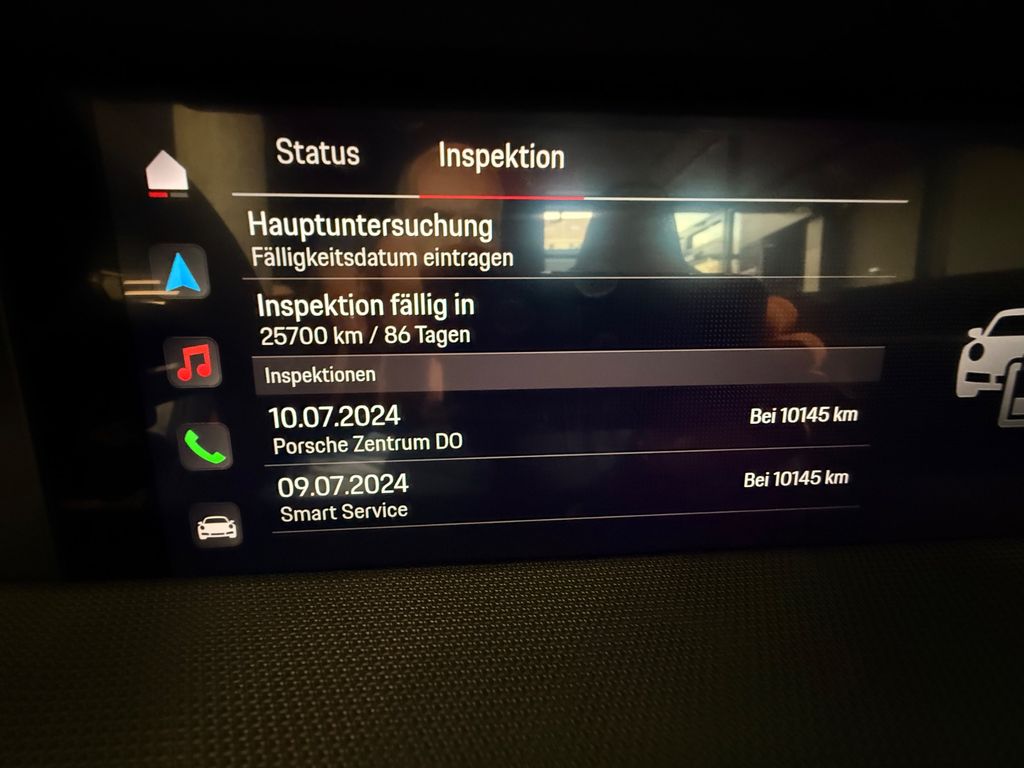 Status
Inspektion
Hauptuntersuchung
Fälligkeitsdatum eintragen
Inspektion fällig in
25700 km / 86 Tagen
Inspektionen
10.07.2024
Bei 10145 km
Porsche Zentrum DO
09.07.2024
Bei 10145 km
Smart Service